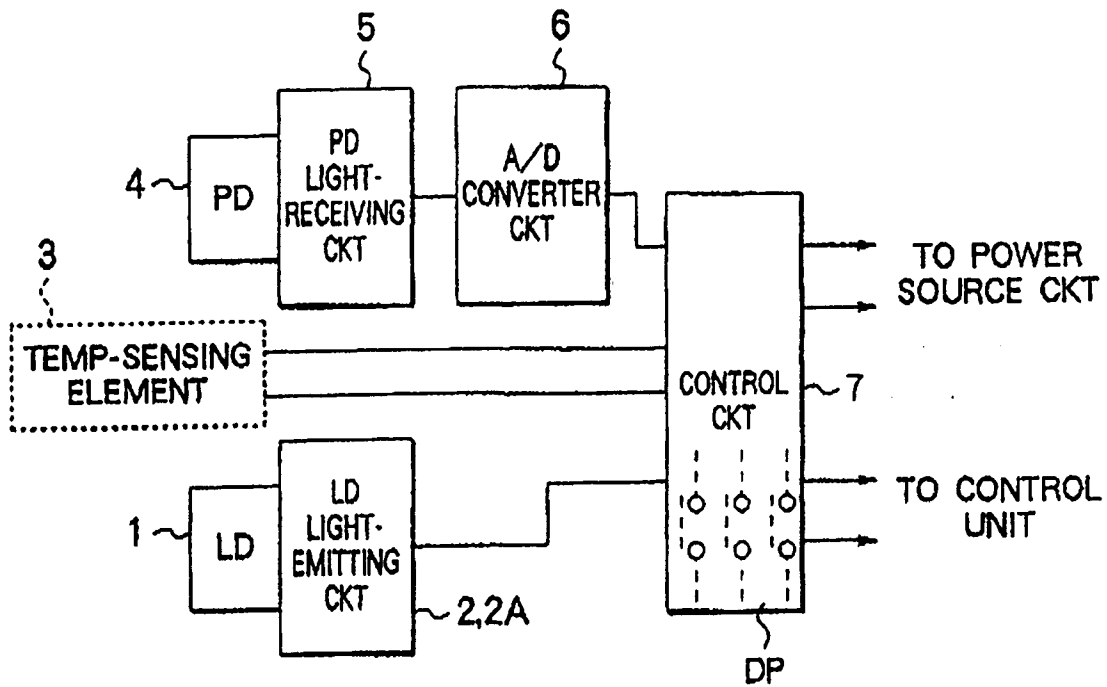 5
6
4
PD
PD
LIGHT-
RECEIVING
CKT
A/D
CONVERTER
CKT
TO POWER
SOURCE CKT
3
TEMP-SENSING
ELEMENT
CONTROL
CKT
7
1
LD
LD
LIGHT-
EMITTING
CKT
2,2A
TO CONTROL
UNIT
DP